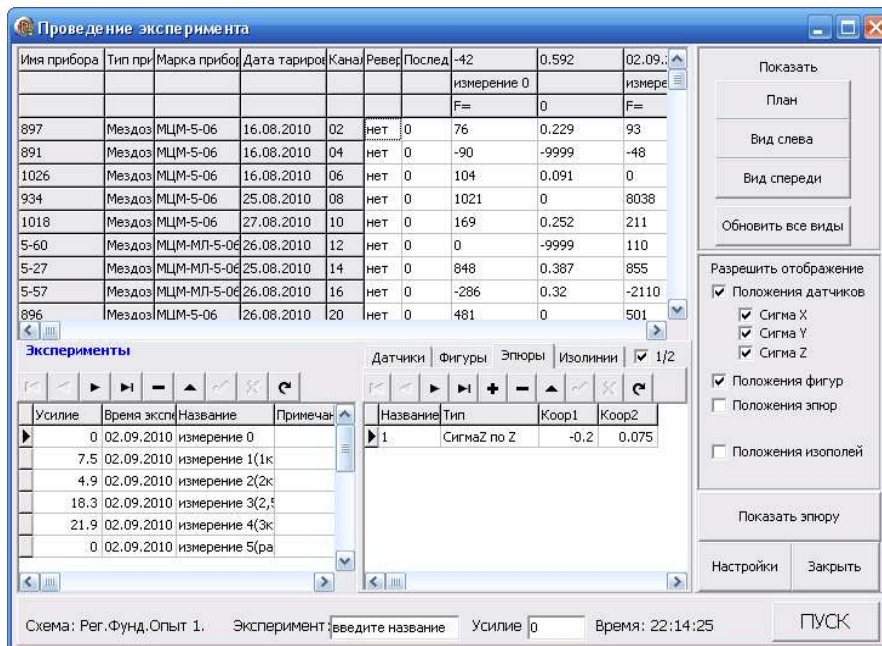 Проведение эксперимента
Имя прибора Тип при Марка прибор Дата тариров Канал Ревер Послед -42 0.592 02.09.:
измерение 0 измере
F= 0 F=
897 Мездоз МЦМ-5-06 16.08.2010 02 нет 0 76 0.229 93
891 Мездоз МЦМ-5-06 16.08.2010 04 нет 0 -90 -9999 -48
1026 Мездоз МЦМ-5-06 16.08.2010 06 нет 0 104 0.091 0
934 Мездоз МЦМ-5-06 25.08.2010 08 нет 0 1021 0 8038
1018 Мездоз МЦМ-5-06 27.08.2010 10 нет 0 169 0.252 211
5-60 Мездоз МЦМ-МЛ-5-06 26.08.2010 12 нет 0 0 -9999 110
5-27 Мездоз МЦМ-МЛ-5-06 25.08.2010 14 нет 0 848 0.387 855
5-57 Мездоз МЦМ-МЛ-5-06 26.08.2010 16 нет 0 -286 0.32 -2110
896 Мездоз МЦМ-5-06 26.08.2010 20 нет 0 481 0 501
Показать
План
Вид слева
Вид спереди
Обновить все виды
Разрешить отображение
Положения датчиков
Сигма X
Сигма Y
Сигма Z
Положения фигур
Положения эпюр
Положения изополей
Показать эпюру
Настройки Закрыть
Эксперименты
Усилие Время экспе Название Примечан
0 02.09.2010 измерение 0
7.5 02.09.2010 измерение 1(1к
4.9 02.09.2010 измерение 2(2к
18.3 02.09.2010 измерение 3(2,5
21.9 02.09.2010 измерение 4(3к
0 02.09.2010 измерение 5(ра
Датчики Фигуры Эпюры Изолинии 1/2
Название Тип Коор1 Коор2
1 СигмаZ по Z -0.2 0.075
Схема: Рег.Фунд.Опыт 1. Эксперимент: введите название Усилие 0 Время: 22:14:25 ПУСК